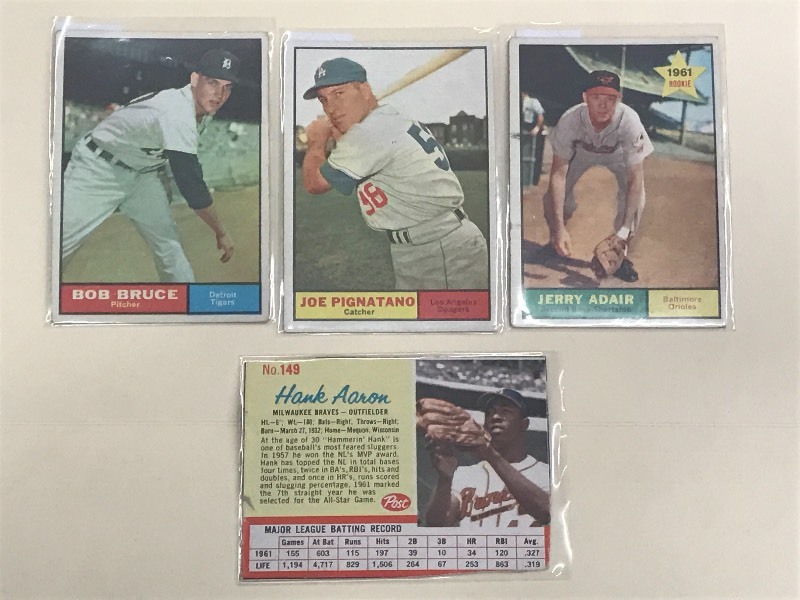 BOB BRUCE
Pitcher
Detroit
Tigers
JOE PIGNATANO
Catcher
Los Angeles
Dodgers
58
1961
ROOKIE
JERRY ADAIR
Second Base-Shortstop
Baltimore
Orioles
No. 149
Hank Aaron
MILWAUKEE BRAVES — OUTFIELDER
Ht.—6'; Wt.—180; Bats—Right, Throws—Right;
Born—March 27, 1932; Home—Mequon, Wisconsin
At the age of 30 "Hammerin' Hank" is
one of baseball's most feared sluggers.
In 1957 he won the NL's MVP award.
Hank has topped the NL in total bases
four times, twice in BA's, RBI's, hits and
doubles, and once in HR's, runs scored
and slugging percentage. 1961 marked
the 7th straight year he was
selected for the All-Star Game.
Post
Braves
44
MAJOR LEAGUE BATTING RECORD
Games At Bat Runs Hits 2B 3B HR RBI Avg.
1961 155 603 115 197 39 10 34 120 .327
LIFE 1,194 4,717 829 1,506 264 67 253 863 .319